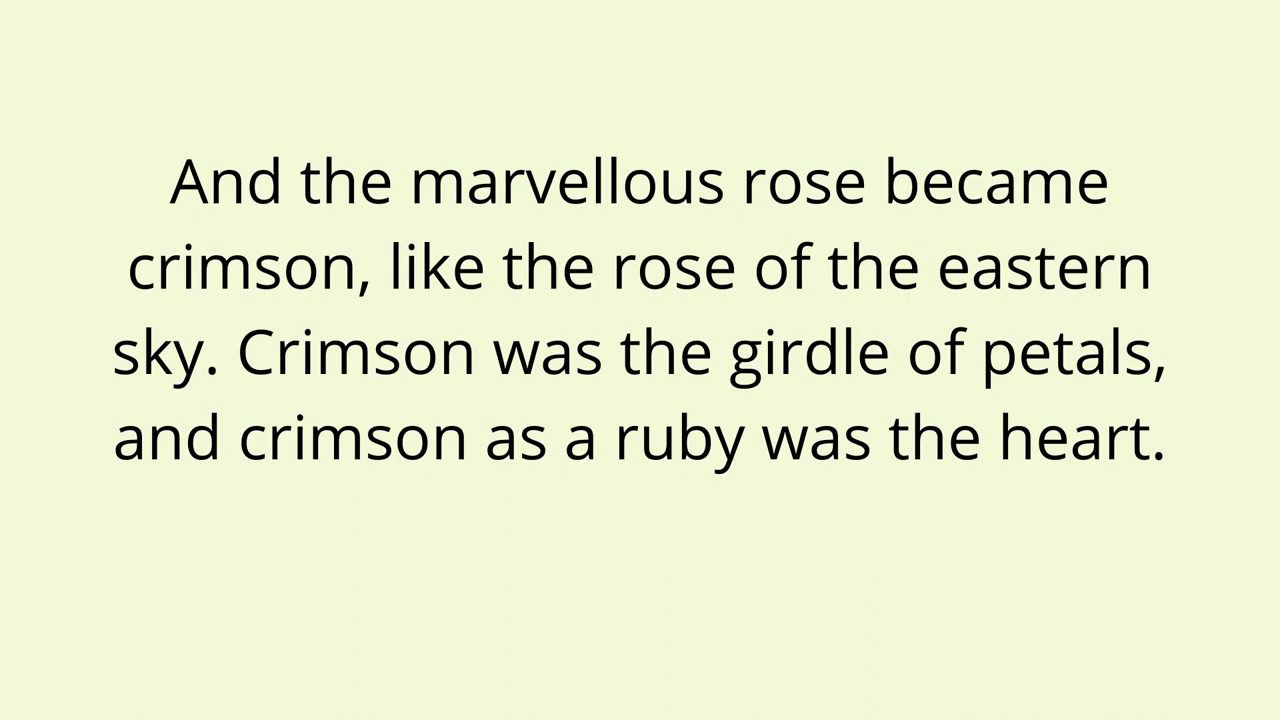 And the marvellous rose became
crimson, like the rose of the eastern
sky. Crimson was the girdle of petals,
and crimson as a ruby was the heart.